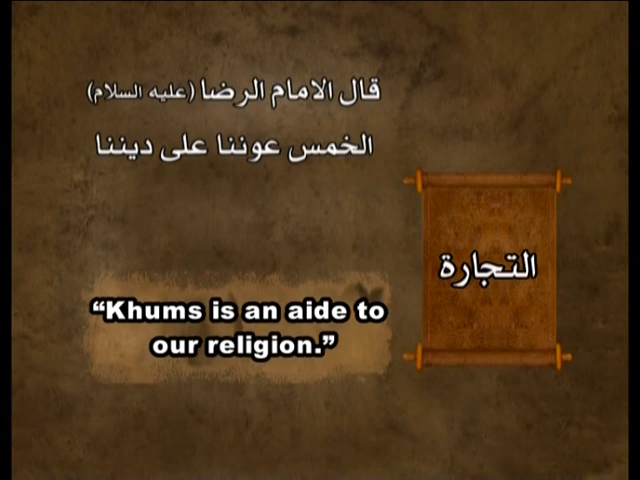 قال الامام الرضا (عليه السلام)
الخمس عوننا على ديننا
التجارة
“Khums is an aide to
our religion.”